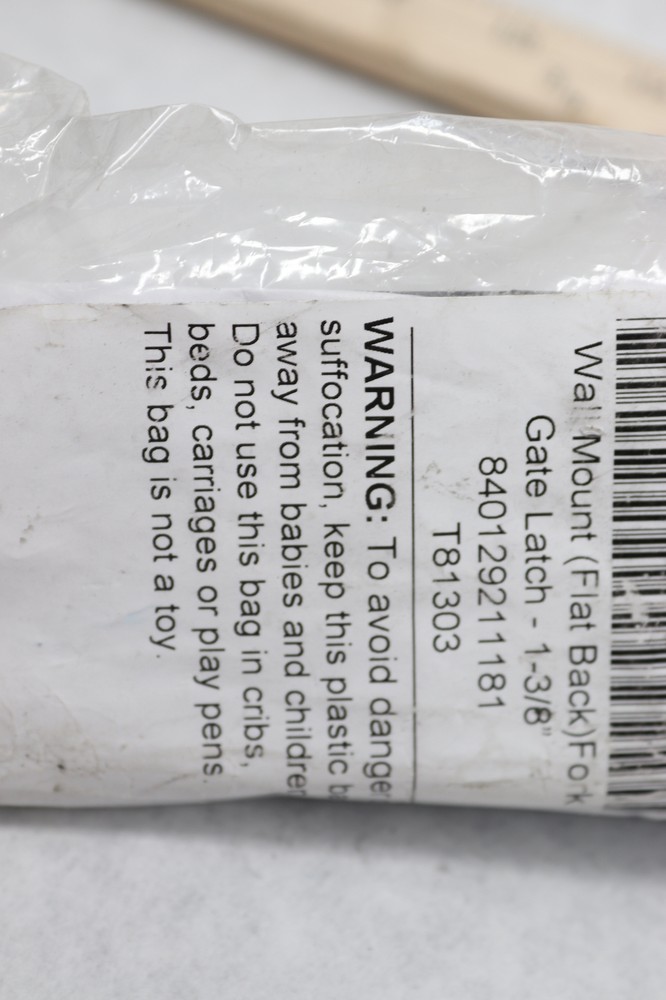 Wall Mount (Flat Back)Fork
Gate Latch - 1-3/8"
840129211181
T81303
WARNING: To avoid danger
suffocation, keep this plastic b
away from babies and children
Do not use this bag in cribs,
beds, carriages or play pens.
This bag is not a toy.